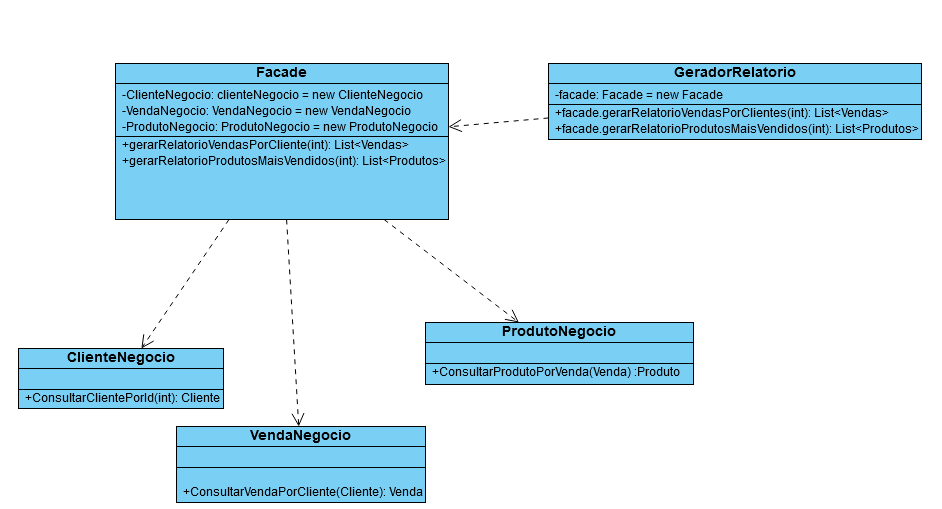 Facade
-ClienteNegocio: clienteNegocio = new ClienteNegocio
-VendaNegocio: VendaNegocio = new VendaNegocio
-ProdutoNegocio: ProdutoNegocio = new ProdutoNegocio
+gerarRelatorioVendasPorCliente(int): List<Vendas>
+gerarRelatorioProdutosMaisVendidos(int): List<Produtos>
GeradorRelatorio
-facade: Facade = new Facade
+facade.gerarRelatorioVendasPorClientes(int): List<Vendas>
+facade.gerarRelatorioProdutosMaisVendidos(int): List<Produtos>
ClienteNegocio
+ConsultarClientePorId(int): Cliente
VendaNegocio
+ConsultarVendaPorCliente(Cliente): Venda
ProdutoNegocio
+ConsultarProdutoPorVenda(Venda) :Produto